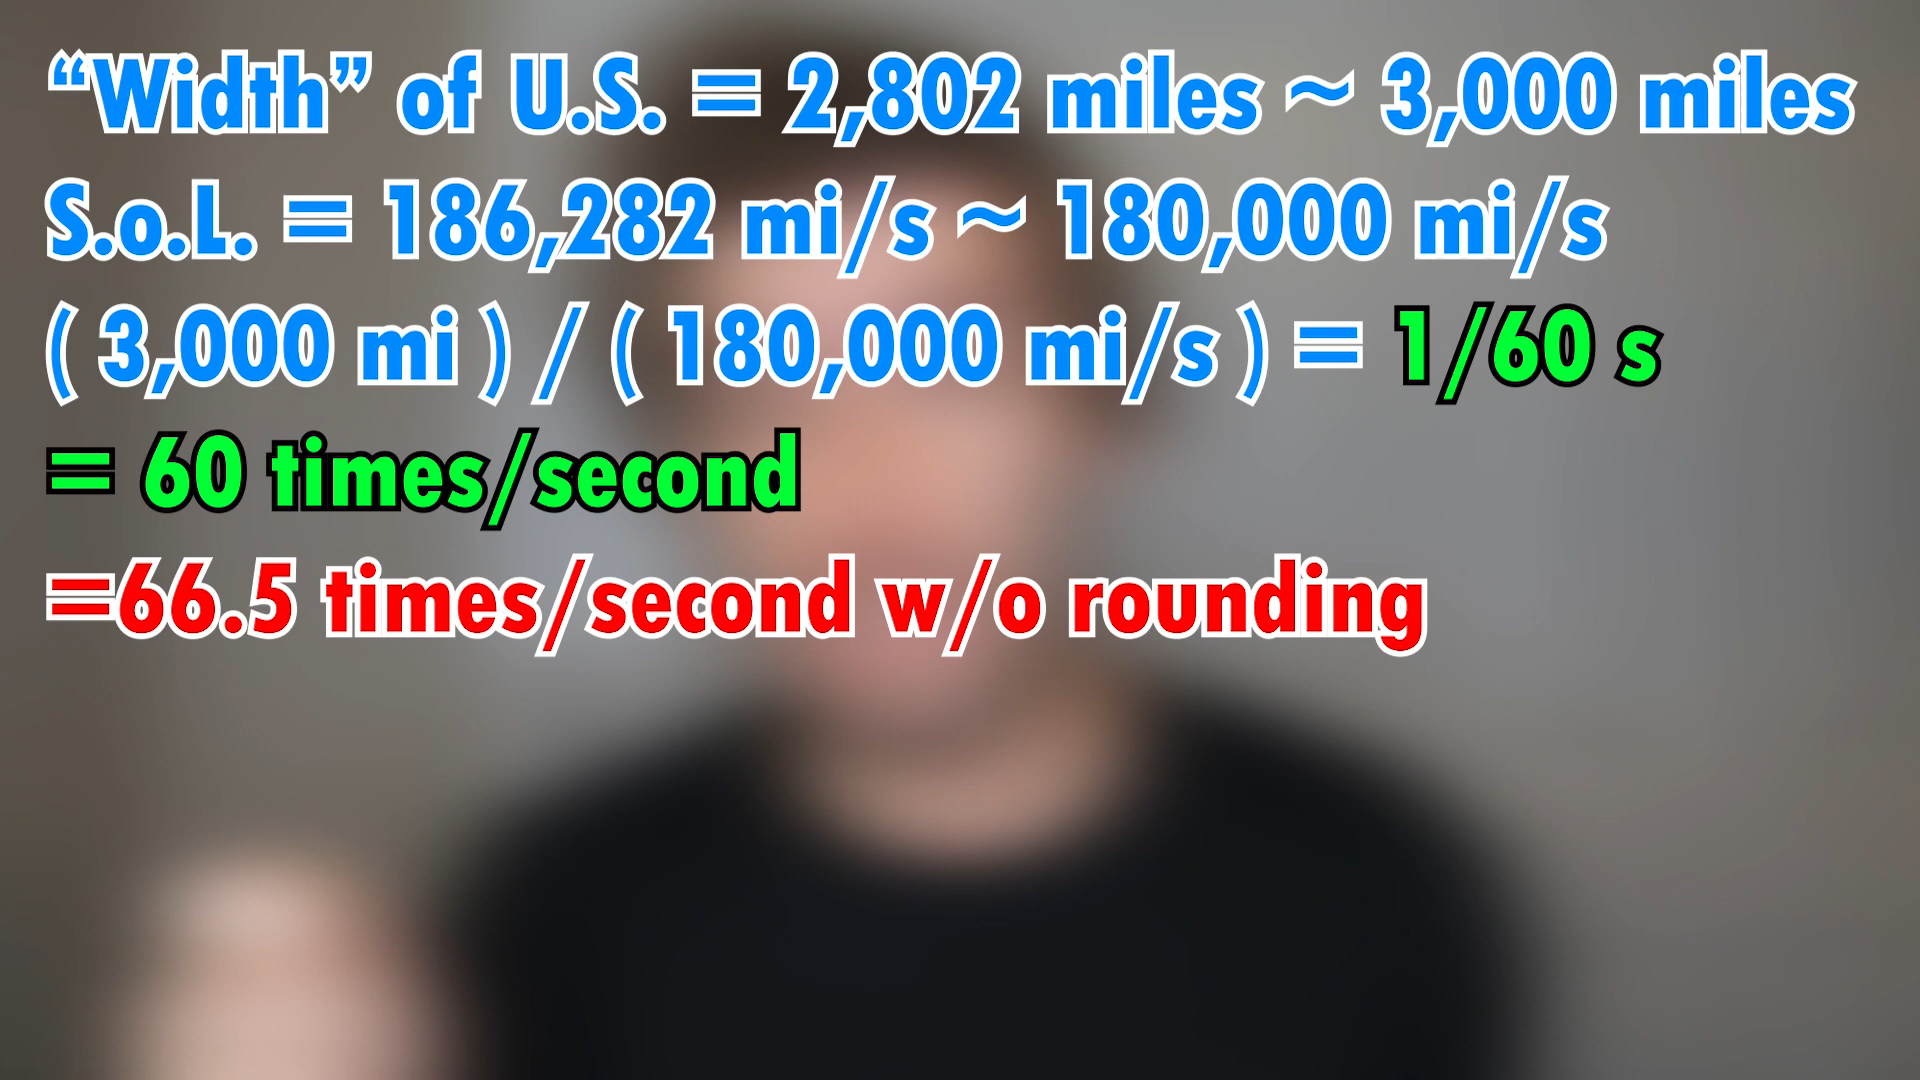 “Width” of U.S. = 2,802 miles ~ 3,000 miles
S.o.L. = 186,282 mi/s ~ 180,000 mi/s
( 3,000 mi ) / ( 180,000 mi/s ) = 1/60 s
= 60 times/second
=66.5 times/second w/o rounding